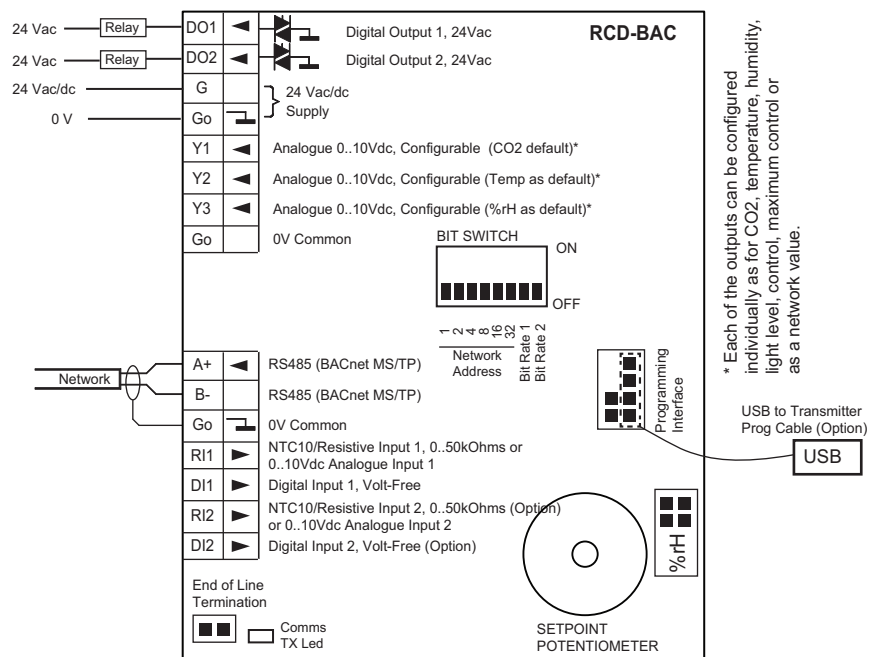 RCD-BAC
24 Vac Relay DO1 Digital Output 1, 24Vac
24 Vac Relay DO2 Digital Output 2, 24Vac
24 Vac/dc G 24 Vac/dc
Supply
0 V Go
Y1 Analogue 0..10Vdc, Configurable (CO2 default)*
Y2 Analogue 0..10Vdc, Configurable (Temp as default)*
Y3 Analogue 0..10Vdc, Configurable (%rH as default)*
Go 0V Common
BIT SWITCH
ON
OFF
1
2
4
8
16
32
Bit Rate 1
Bit Rate 2
Network
Address
* Each of the outputs can be configured
individually as for CO2, temperature, humidity,
light level, control, maximum control or
as a network value.
Network
A+ RS485 (BACnet MS/TP)
B- RS485 (BACnet MS/TP)
Go 0V Common
RI1 NTC10/Resistive Input 1, 0..50kOhms or
0..10Vdc Analogue Input 1
DI1 Digital Input 1, Volt-Free
RI2 NTC10/Resistive Input 2, 0..50kOhms (Option)
or 0..10Vdc Analogue Input 2
DI2 Digital Input 2, Volt-Free (Option)
Programming
Interface
USB to Transmitter
Prog Cable (Option)
USB
%rH
End of Line
Termination
Comms
TX Led
SETPOINT
POTENTIOMETER